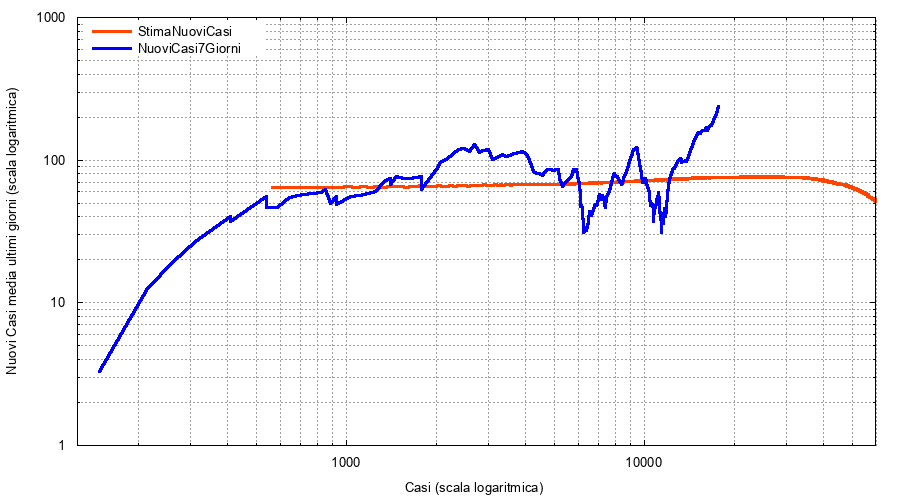 1000
StimaNuoviCasi
NuoviCasi7Giorni
100
10
1
Nuovi Casi media ultimi giorni (scala logaritmica)
1000
10000
Casi (scala logaritmica)